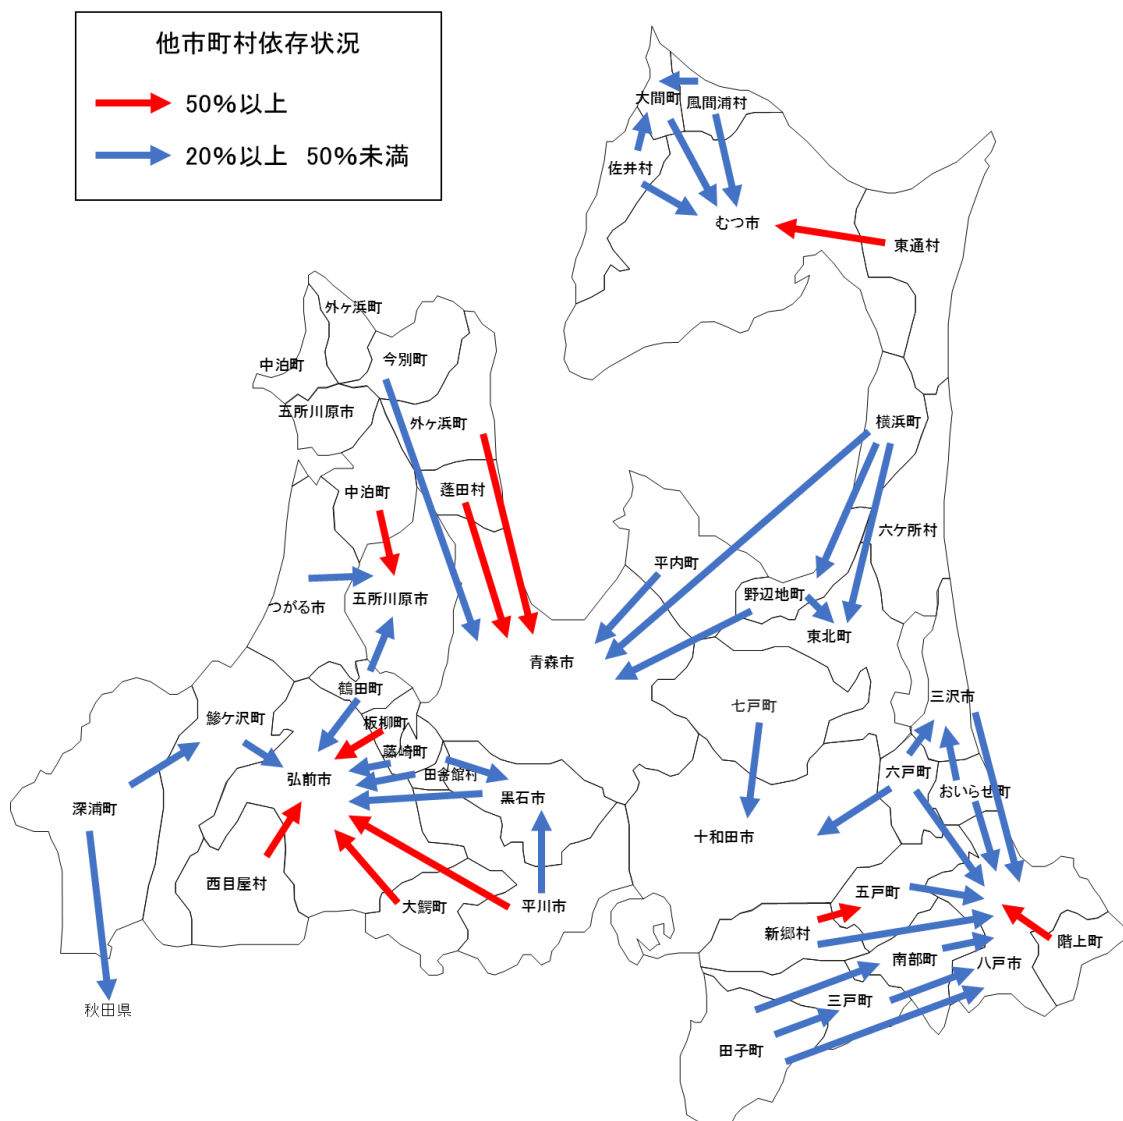 他市町村依存状況
50%以上
20%以上　50%未満
大間町
風間浦村
佐井村
むつ市
東通村
外ヶ浜町
中泊町
今別町
五所川原市
外ヶ浜町
横浜町
中泊町
蓬田村
六ケ所村
平内町
つがる市
五所川原市
野辺地町
東北町
青森市
鶴田町
三沢市
鰺ケ沢町
板柳町
七戸町
藤崎町
弘前市
田舎館村
六戸町
おいらせ町
深浦町
黒石市
十和田市
西目屋村
大鰐町
平川市
五戸町
新郷村
階上町
南部町
八戸市
三戸町
秋田県
田子町